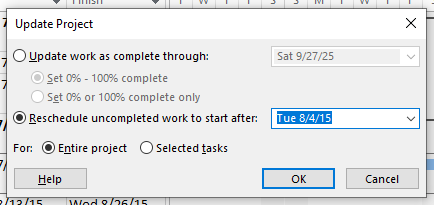 Finish
Update Project
Update work as complete through: Sat 9/27/25
Set 0% - 100% complete
Set 0% or 100% complete only
Reschedule uncompleted work to start after: Tue 8/4/15
For: Entire project Selected tasks
Help OK Cancel
8/13/15 Wed 8/26/15